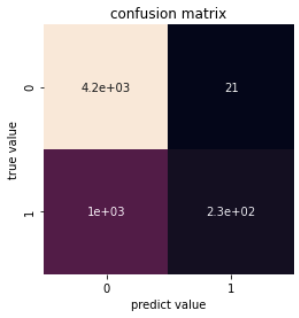 confusion matrix
0
4.2e+03
21
true value
1
1e+03
2.3e+02
0
1
predict value